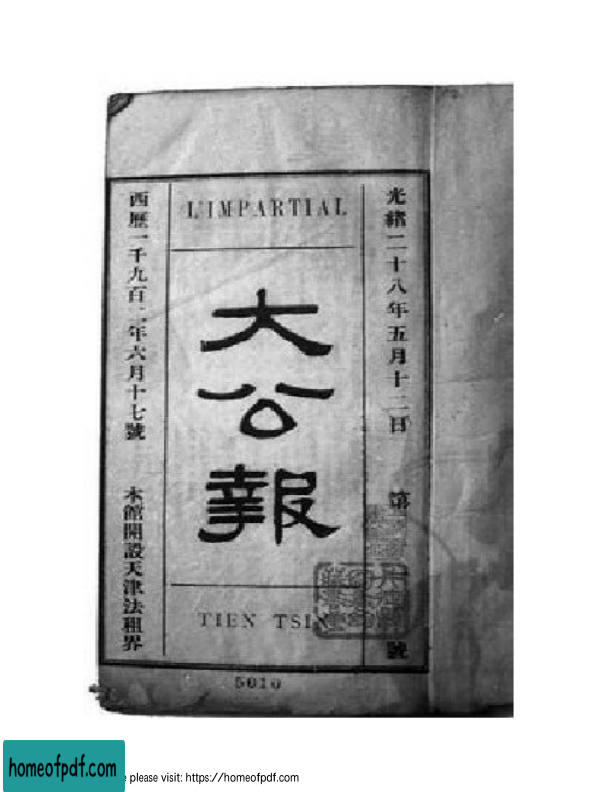 光緒二十八年五月十二日 第 號
L'IMPARTIAL
大公報
TIEN TSIN
西歷一千九百二年六月十七號 本館開設天津法租界
5010
homeofpdf.com
please visit: https://homeofpdf.com